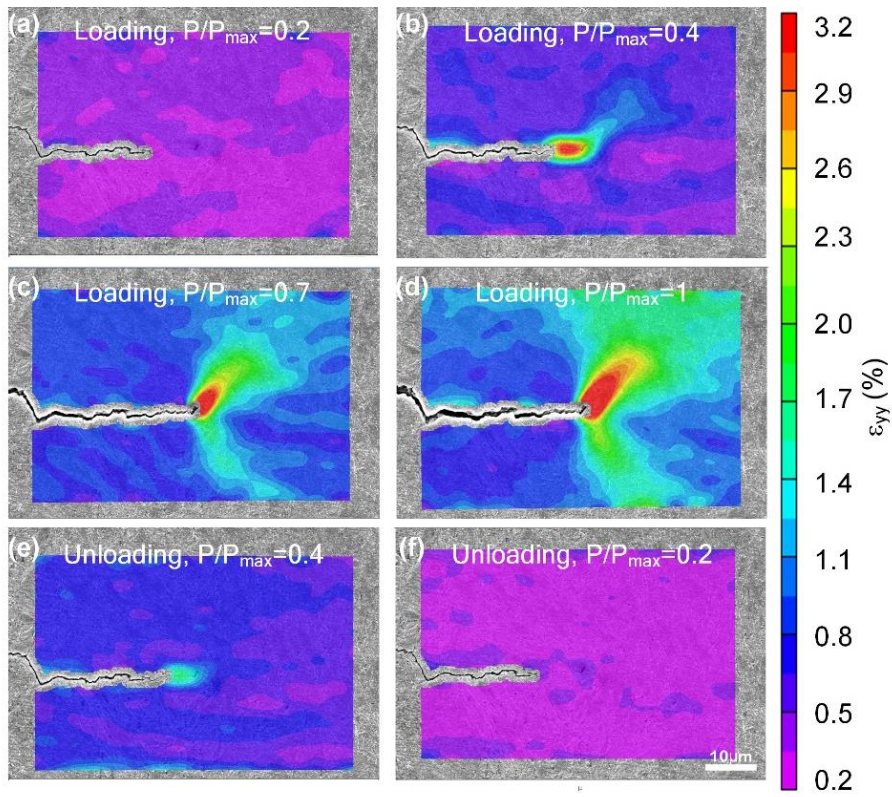 (a) Loading, P/Pmax=0.2
(b) Loading, P/Pmax=0.4
(c) Loading, P/Pmax=0.7
(d) Loading, P/Pmax=1
(e) Unloading, P/Pmax=0.4
(f) Unloading, P/Pmax=0.2
10μm
3.2
2.9
2.6
2.3
2.0
1.7
1.4
1.1
0.8
0.5
0.2
εyy (%)